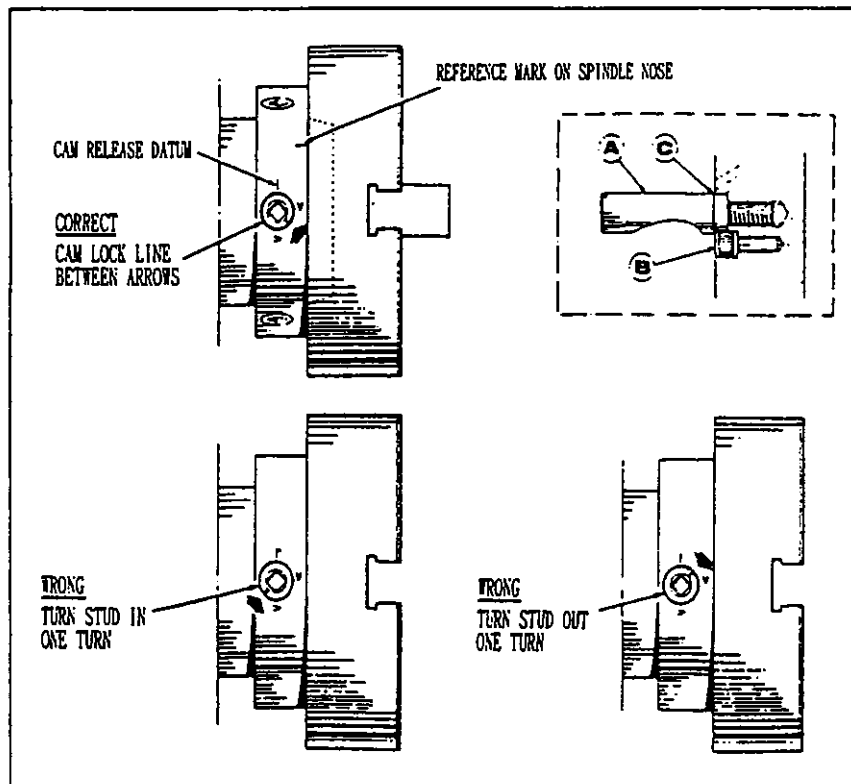 REFERENCE MARK ON SPINDLE NOSE
CAM RELEASE DATUM
CORRECT
CAM LOCK LINE
BETWEEN ARROWS
A
C
B
WRONG
TURN STUD IN
ONE TURN
WRONG
TURN STUD OUT
ONE TURN